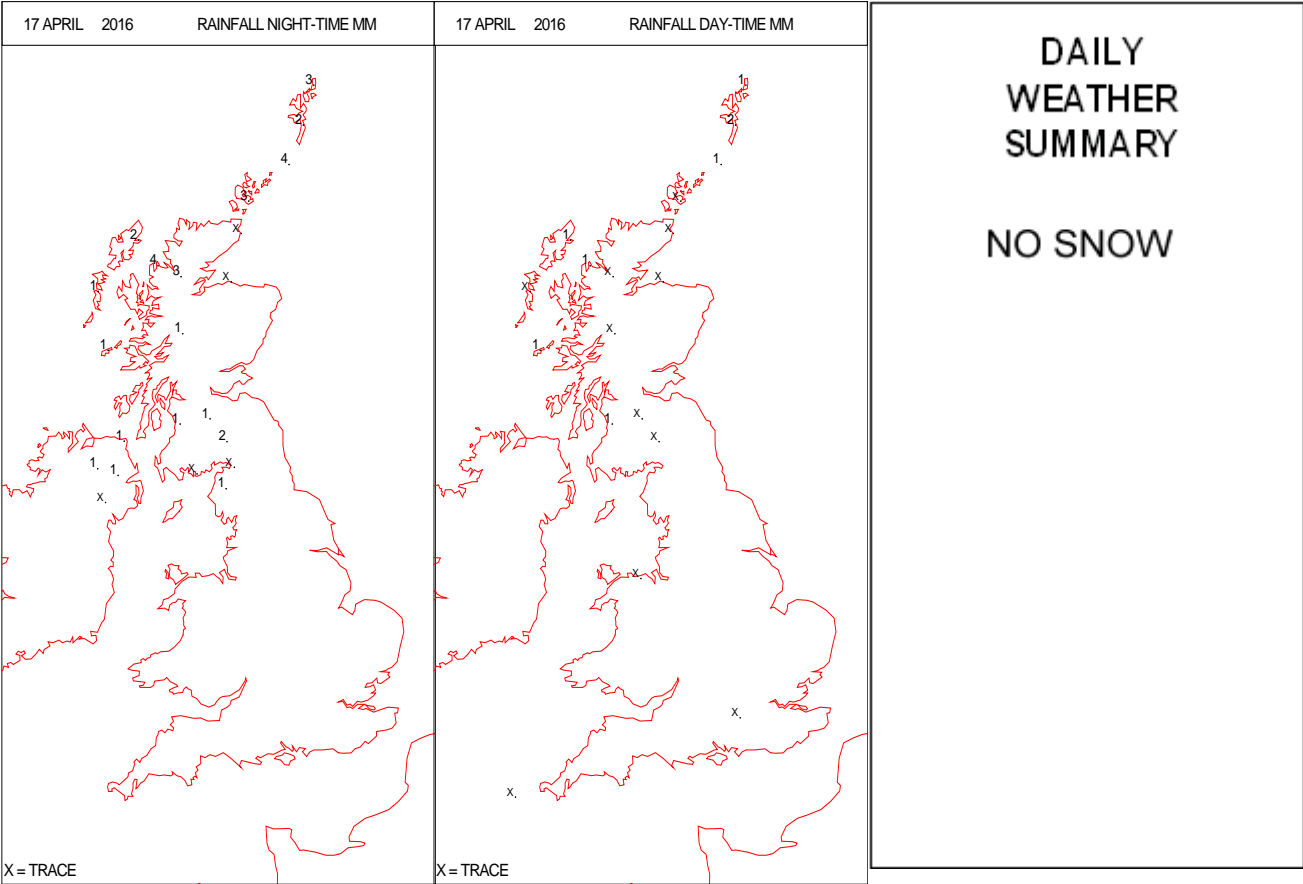 17 APRIL 2016 RAINFALL NIGHT-TIME MM
3
2.
4.
3.
X.
2.
4.
3.
X.
1.
1.
1.
1.
1.
2.
1.
1.
1.
X.
X.
1.
X.
X = TRACE
17 APRIL 2016 RAINFALL DAY-TIME MM
1
2.
1.
X.
X.
1.
1.
X.
X.
X.
X.
1.
X.
1.
X.
X.
X.
X.
X = TRACE
DAILY
WEATHER
SUMMARY
NO SNOW